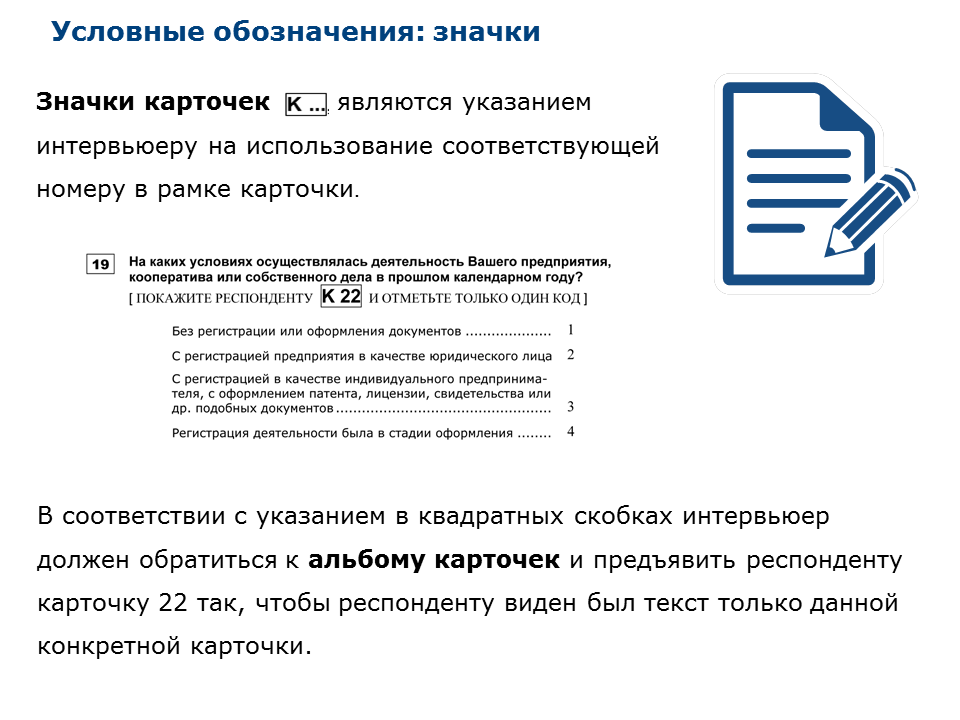 Условные обозначения: значки
Значки карточек К ... являются указанием
интервьюеру на использование соответствующей
номеру в рамке карточки.
19 На каких условиях осуществлялась деятельность Вашего предприятия,
кооператива или собственного дела в прошлом календарном году?
[ ПОКАЖИТЕ РЕСПОНДЕНТУ К 22 И ОТМЕТЬТЕ ТОЛЬКО ОДИН КОД ]
Без регистрации или оформления документов .................... 1
С регистрацией предприятия в качестве юридического лица 2
С регистрацией в качестве индивидуального предпринима-
теля, с оформлением патента, лицензии, свидетельства или
др. подобных документов ................................................... 3
Регистрация деятельности была в стадии оформления ........ 4
В соответствии с указанием в квадратных скобках интервьюер
должен обратиться к альбому карточек и предъявить респонденту
карточку 22 так, чтобы респонденту виден был текст только данной
конкретной карточки.